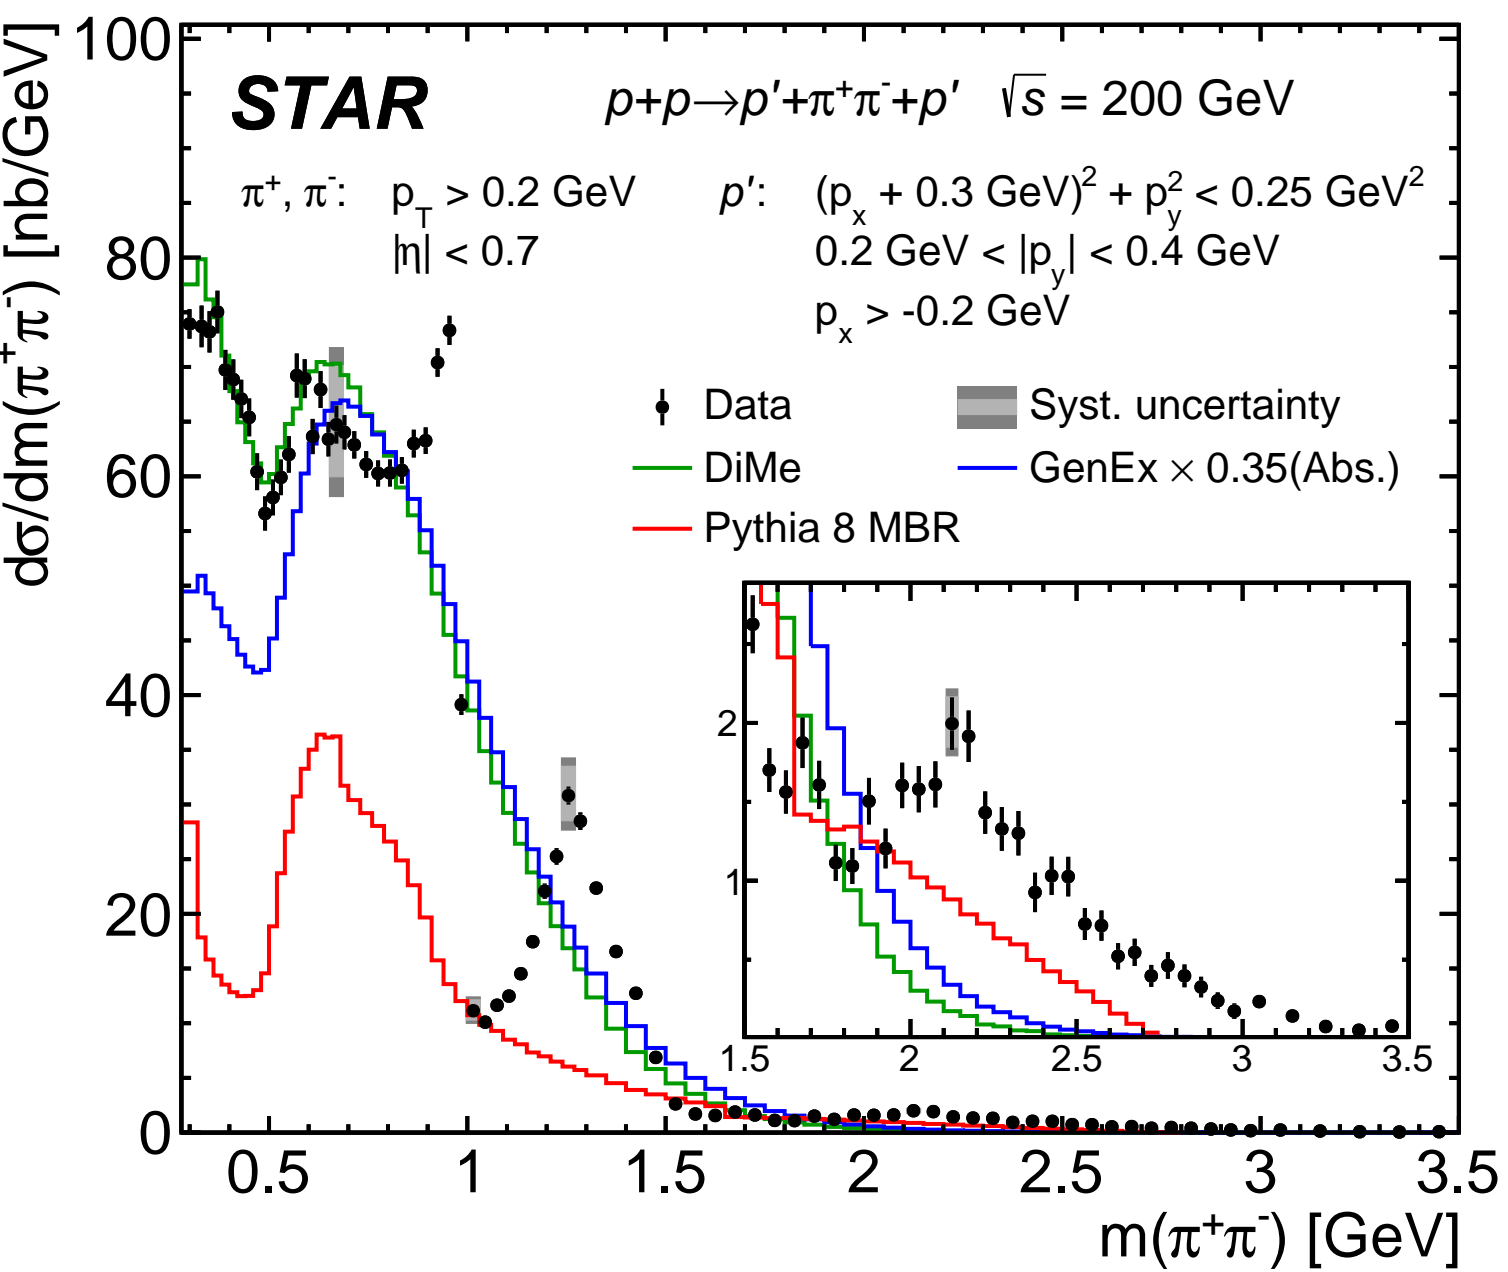 STAR
p+p→p′+π⁺π⁻+p′ √s = 200 GeV
π⁺, π⁻: p_T > 0.2 GeV
|η| < 0.7
p′: (p_x + 0.3 GeV)² + p_y² < 0.25 GeV²
0.2 GeV < |p_y| < 0.4 GeV
p_x > -0.2 GeV
Data
Syst. uncertainty
DiMe
GenEx × 0.35(Abs.)
Pythia 8 MBR
dσ/dm(π⁺π⁻) [nb/GeV]
100
80
60
40
20
0
2
1
1.5 2 2.5 3 3.5
0.5 1 1.5 2 2.5 3 3.5
m(π⁺π⁻) [GeV]